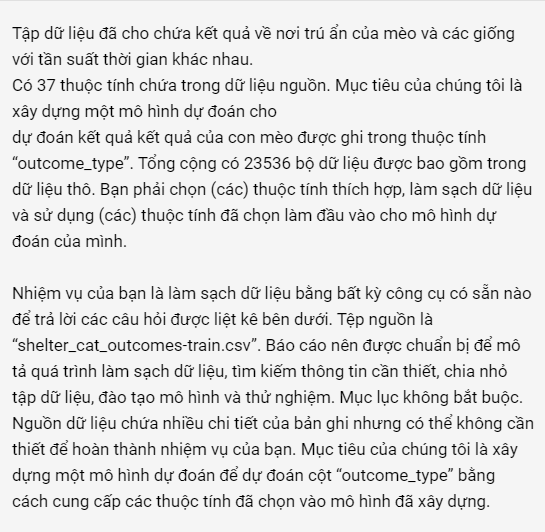 Tập dữ liệu đã cho chứa kết quả về nơi trú ẩn của mèo và các giống
với tần suất thời gian khác nhau.
Có 37 thuộc tính chứa trong dữ liệu nguồn. Mục tiêu của chúng tôi là
xây dựng một mô hình dự đoán cho
dự đoán kết quả kết quả của con mèo được ghi trong thuộc tính
“outcome_type”. Tổng cộng có 23536 bộ dữ liệu được bao gồm trong
dữ liệu thô. Bạn phải chọn (các) thuộc tính thích hợp, làm sạch dữ liệu
và sử dụng (các) thuộc tính đã chọn làm đầu vào cho mô hình dự
đoán của mình.
Nhiệm vụ của bạn là làm sạch dữ liệu bằng bất kỳ công cụ có sẵn nào
để trả lời các câu hỏi được liệt kê bên dưới. Tệp nguồn là
“shelter_cat_outcomes-train.csv”. Báo cáo nên được chuẩn bị để mô
tả quá trình làm sạch dữ liệu, tìm kiếm thông tin cần thiết, chia nhỏ
tập dữ liệu, đào tạo mô hình và thử nghiệm. Mục lục không bắt buộc.
Nguồn dữ liệu chứa nhiều chi tiết của bản ghi nhưng có thể không cần
thiết để hoàn thành nhiệm vụ của bạn. Mục tiêu của chúng tôi là xây
dựng một mô hình dự đoán để dự đoán cột “outcome_type” bằng
cách cung cấp các thuộc tính đã chọn vào mô hình đã xây dựng.